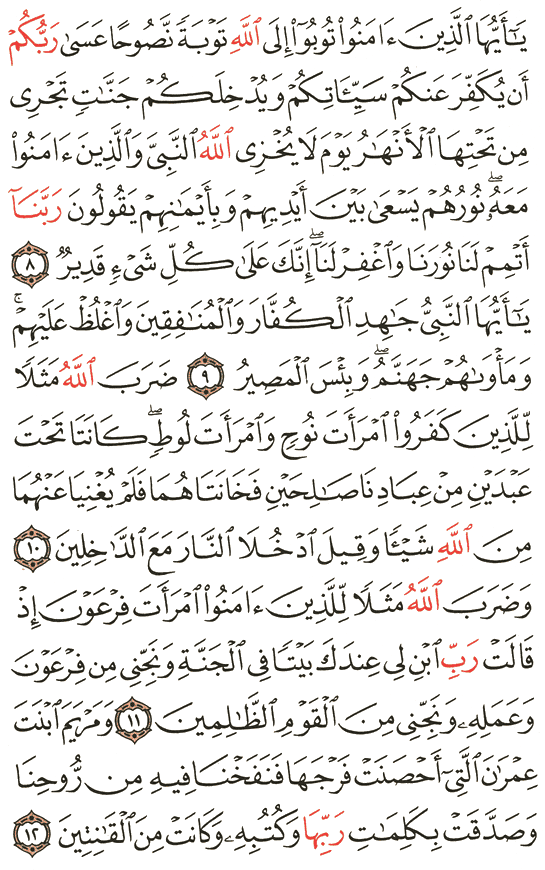 يَـٰٓأَيُّهَا ٱلَّذِينَ ءَامَنُوا۟ تُوبُوٓا۟ إِلَى ٱللَّهِ تَوْبَةً نَّصُوحًا عَسَىٰ رَبُّكُمْ
أَن يُكَفِّرَ عَنكُمْ سَيِّـَٔاتِكُمْ وَيُدْخِلَكُمْ جَنَّـٰتٍ تَجْرِى
مِن تَحْتِهَا ٱلْأَنْهَـٰرُ يَوْمَ لَا يُخْزِى ٱللَّهُ ٱلنَّبِىَّ وَٱلَّذِينَ ءَامَنُوا۟
مَعَهُۥ ۖ نُورُهُمْ يَسْعَىٰ بَيْنَ أَيْدِيهِمْ وَبِأَيْمَـٰنِهِمْ يَقُولُونَ رَبَّنَآ
أَتْمِمْ لَنَا نُورَنَا وَٱغْفِرْ لَنَآ ۖ إِنَّكَ عَلَىٰ كُلِّ شَىْءٍ قَدِيرٌ ٨
يَـٰٓأَيُّهَا ٱلنَّبِىُّ جَـٰهِدِ ٱلْكُفَّارَ وَٱلْمُنَـٰفِقِينَ وَٱغْلُظْ عَلَيْهِمْ ۚ
وَمَأْوَىٰهُمْ جَهَنَّمُ ۖ وَبِئْسَ ٱلْمَصِيرُ ٩ ضَرَبَ ٱللَّهُ مَثَلًا
لِّلَّذِينَ كَفَرُوا۟ ٱمْرَأَتَ نُوحٍ وَٱمْرَأَتَ لُوطٍ ۖ كَانَتَا تَحْتَ
عَبْدَيْنِ مِنْ عِبَادِنَا صَـٰلِحَيْنِ فَخَانَتَاهُمَا فَلَمْ يُغْنِيَا عَنْهُمَا
مِنَ ٱللَّهِ شَيْـًٔا وَقِيلَ ٱدْخُلَا ٱلنَّارَ مَعَ ٱلدَّٰخِلِينَ ١٠
وَضَرَبَ ٱللَّهُ مَثَلًا لِّلَّذِينَ ءَامَنُوا۟ ٱمْرَأَتَ فِرْعَوْنَ إِذْ
قَالَتْ رَبِّ ٱبْنِ لِى عِندَكَ بَيْتًا فِى ٱلْجَنَّةِ وَنَجِّنِى مِن فِرْعَوْنَ
وَعَمَلِهِۦ وَنَجِّنِى مِنَ ٱلْقَوْمِ ٱلظَّـٰلِمِينَ ١١ وَمَرْيَمَ ٱبْنَتَ
عِمْرَٰنَ ٱلَّتِىٓ أَحْصَنَتْ فَرْجَهَا فَنَفَخْنَا فِيهِ مِن رُّوحِنَا
وَصَدَّقَتْ بِكَلِمَـٰتِ رَبِّهَا وَكُتُبِهِۦ وَكَانَتْ مِنَ ٱلْقَـٰنِتِينَ ١٢